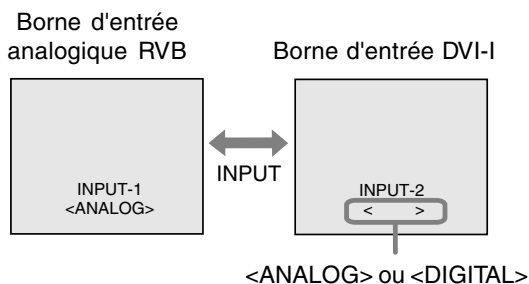 Borne d'entrée
analogique RVB
Borne d'entrée DVI-I
INPUT-1
<ANALOG>
INPUT
INPUT-2
< >
<ANALOG> ou <DIGITAL>